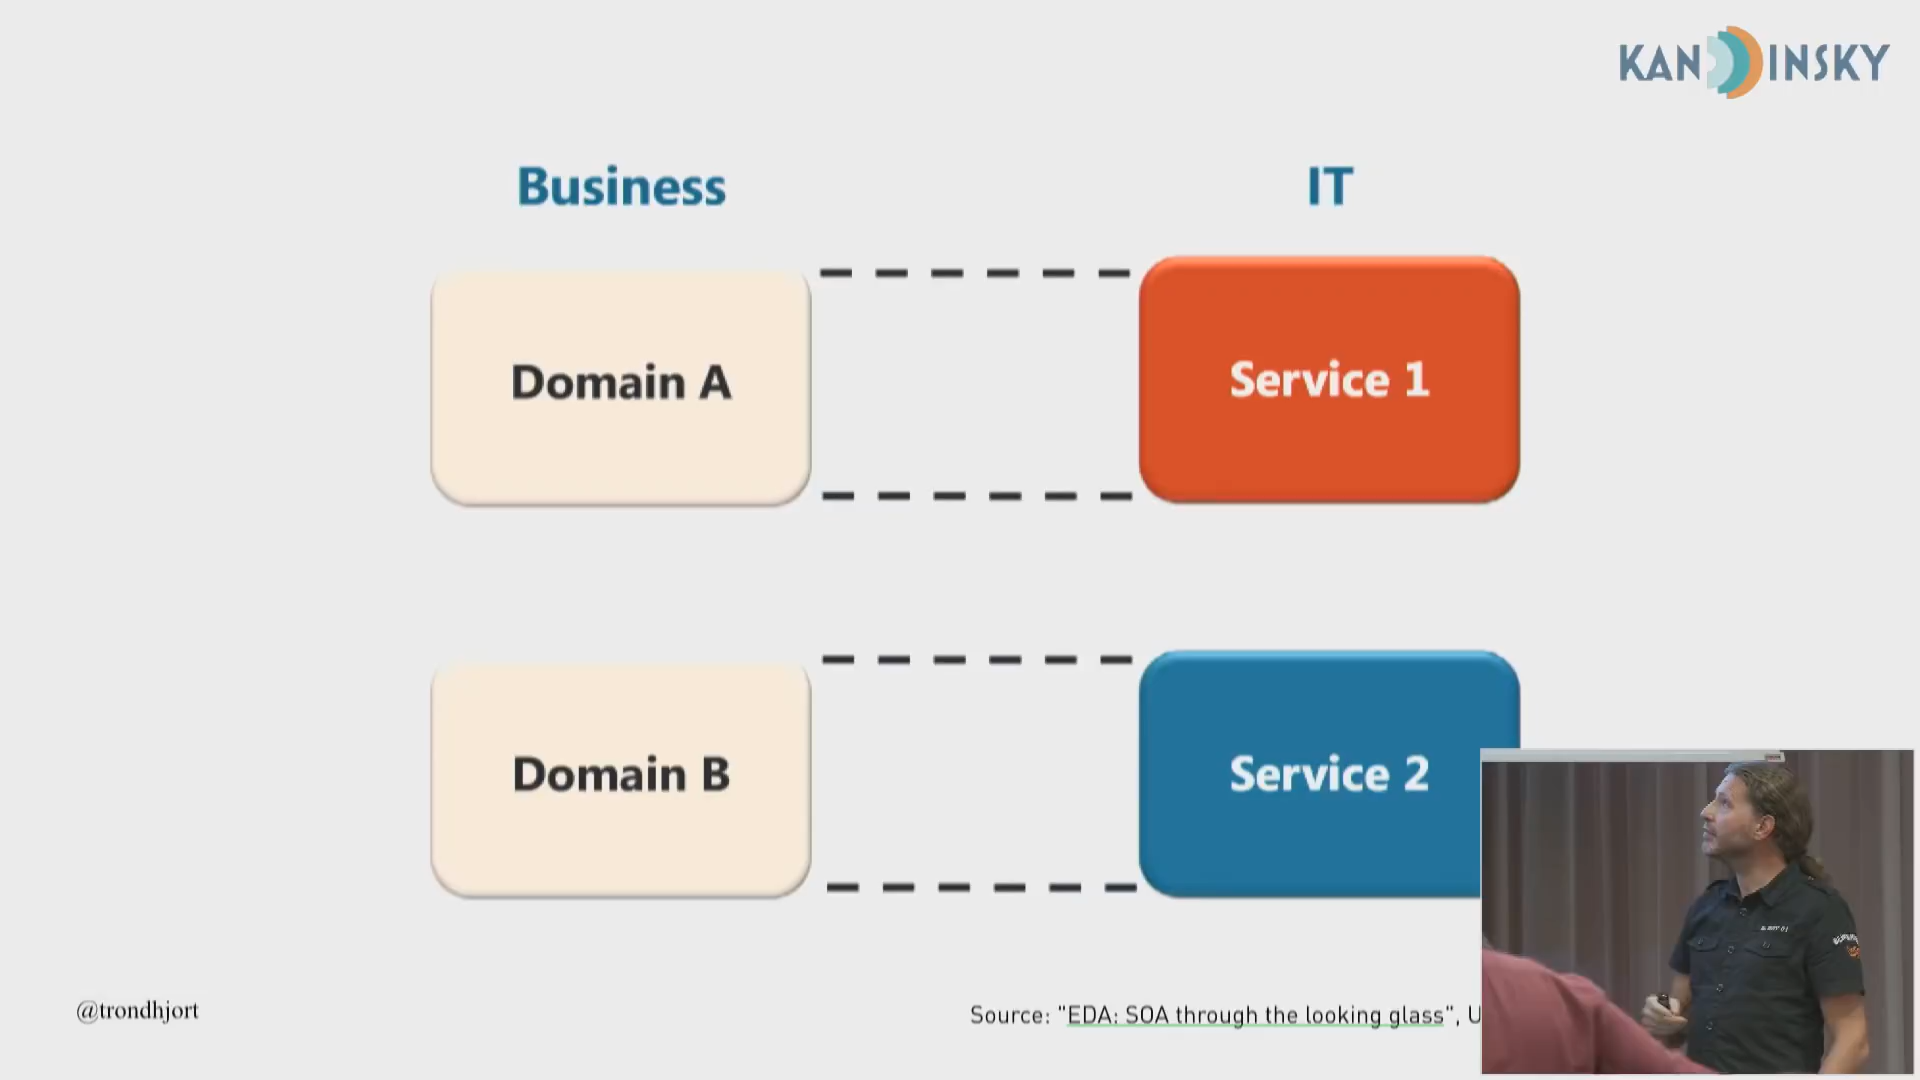 KANDINSKY
Business
IT
Domain A
Service 1
Domain B
Service 2
@trondhjort
Source: "EDA: SOA through the looking glass", U